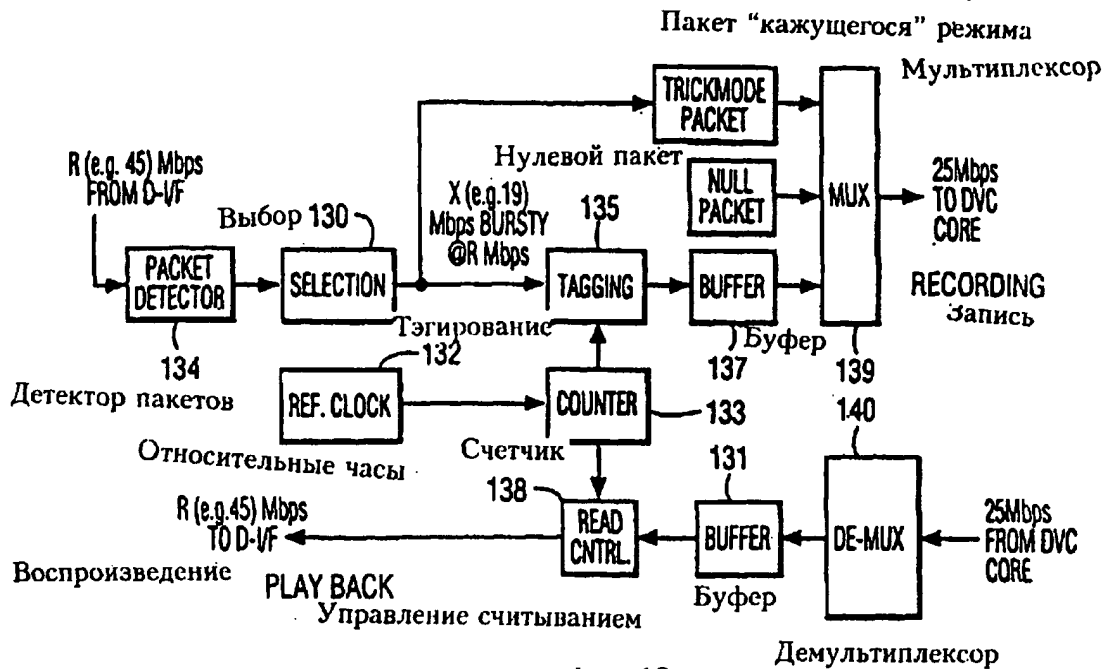 Пакет “кажущегося” режима
Мультиплексор
TRICKMODE
PACKET
Нулевой пакет
R (e.g. 45) Mbps
FROM D-I/F
X (e.g.19)
Mbps BURSTY
@R Mbps
NULL
PACKET
MUX
25Mbps
TO DVC
CORE
Выбор 130
135
PACKET
DETECTOR
SELECTION
TAGGING
BUFFER
RECORDING
Запись
Тэгирование
Буфер
134
132
137
139
Детектор пакетов
REF. CLOCK
COUNTER
133
140
Относительные часы
Счетчик
131
138
R (e.g.45) Mbps
TO D-I/F
READ
CNTRL.
BUFFER
DE-MUX
25Mbps
FROM DVC
CORE
Воспроизведение
PLAY BACK
Буфер
Управление считыванием
Демультиплексор